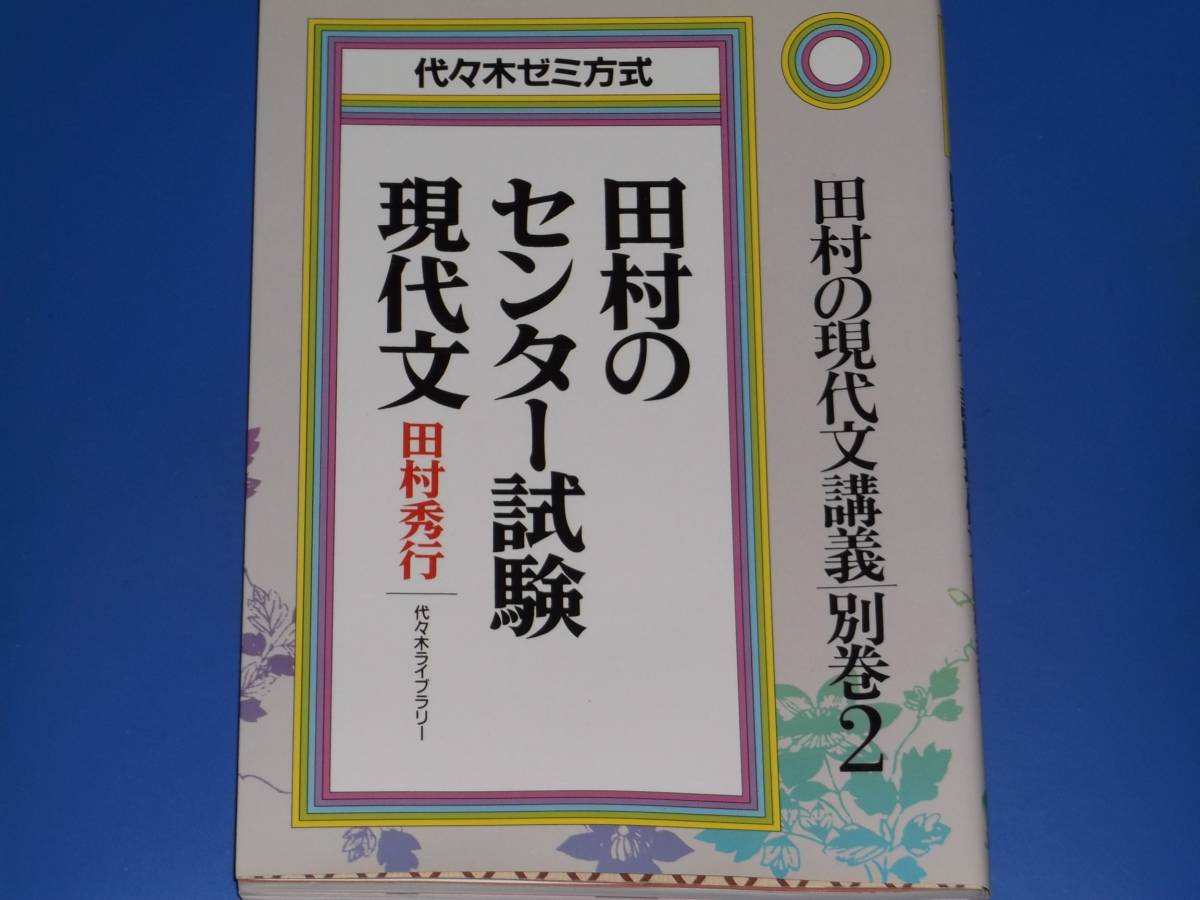 代々木ゼミ方式
田村の
センター試験
現代文
田村秀行
代々木ライブラリー
田村の現代文講義 別巻2